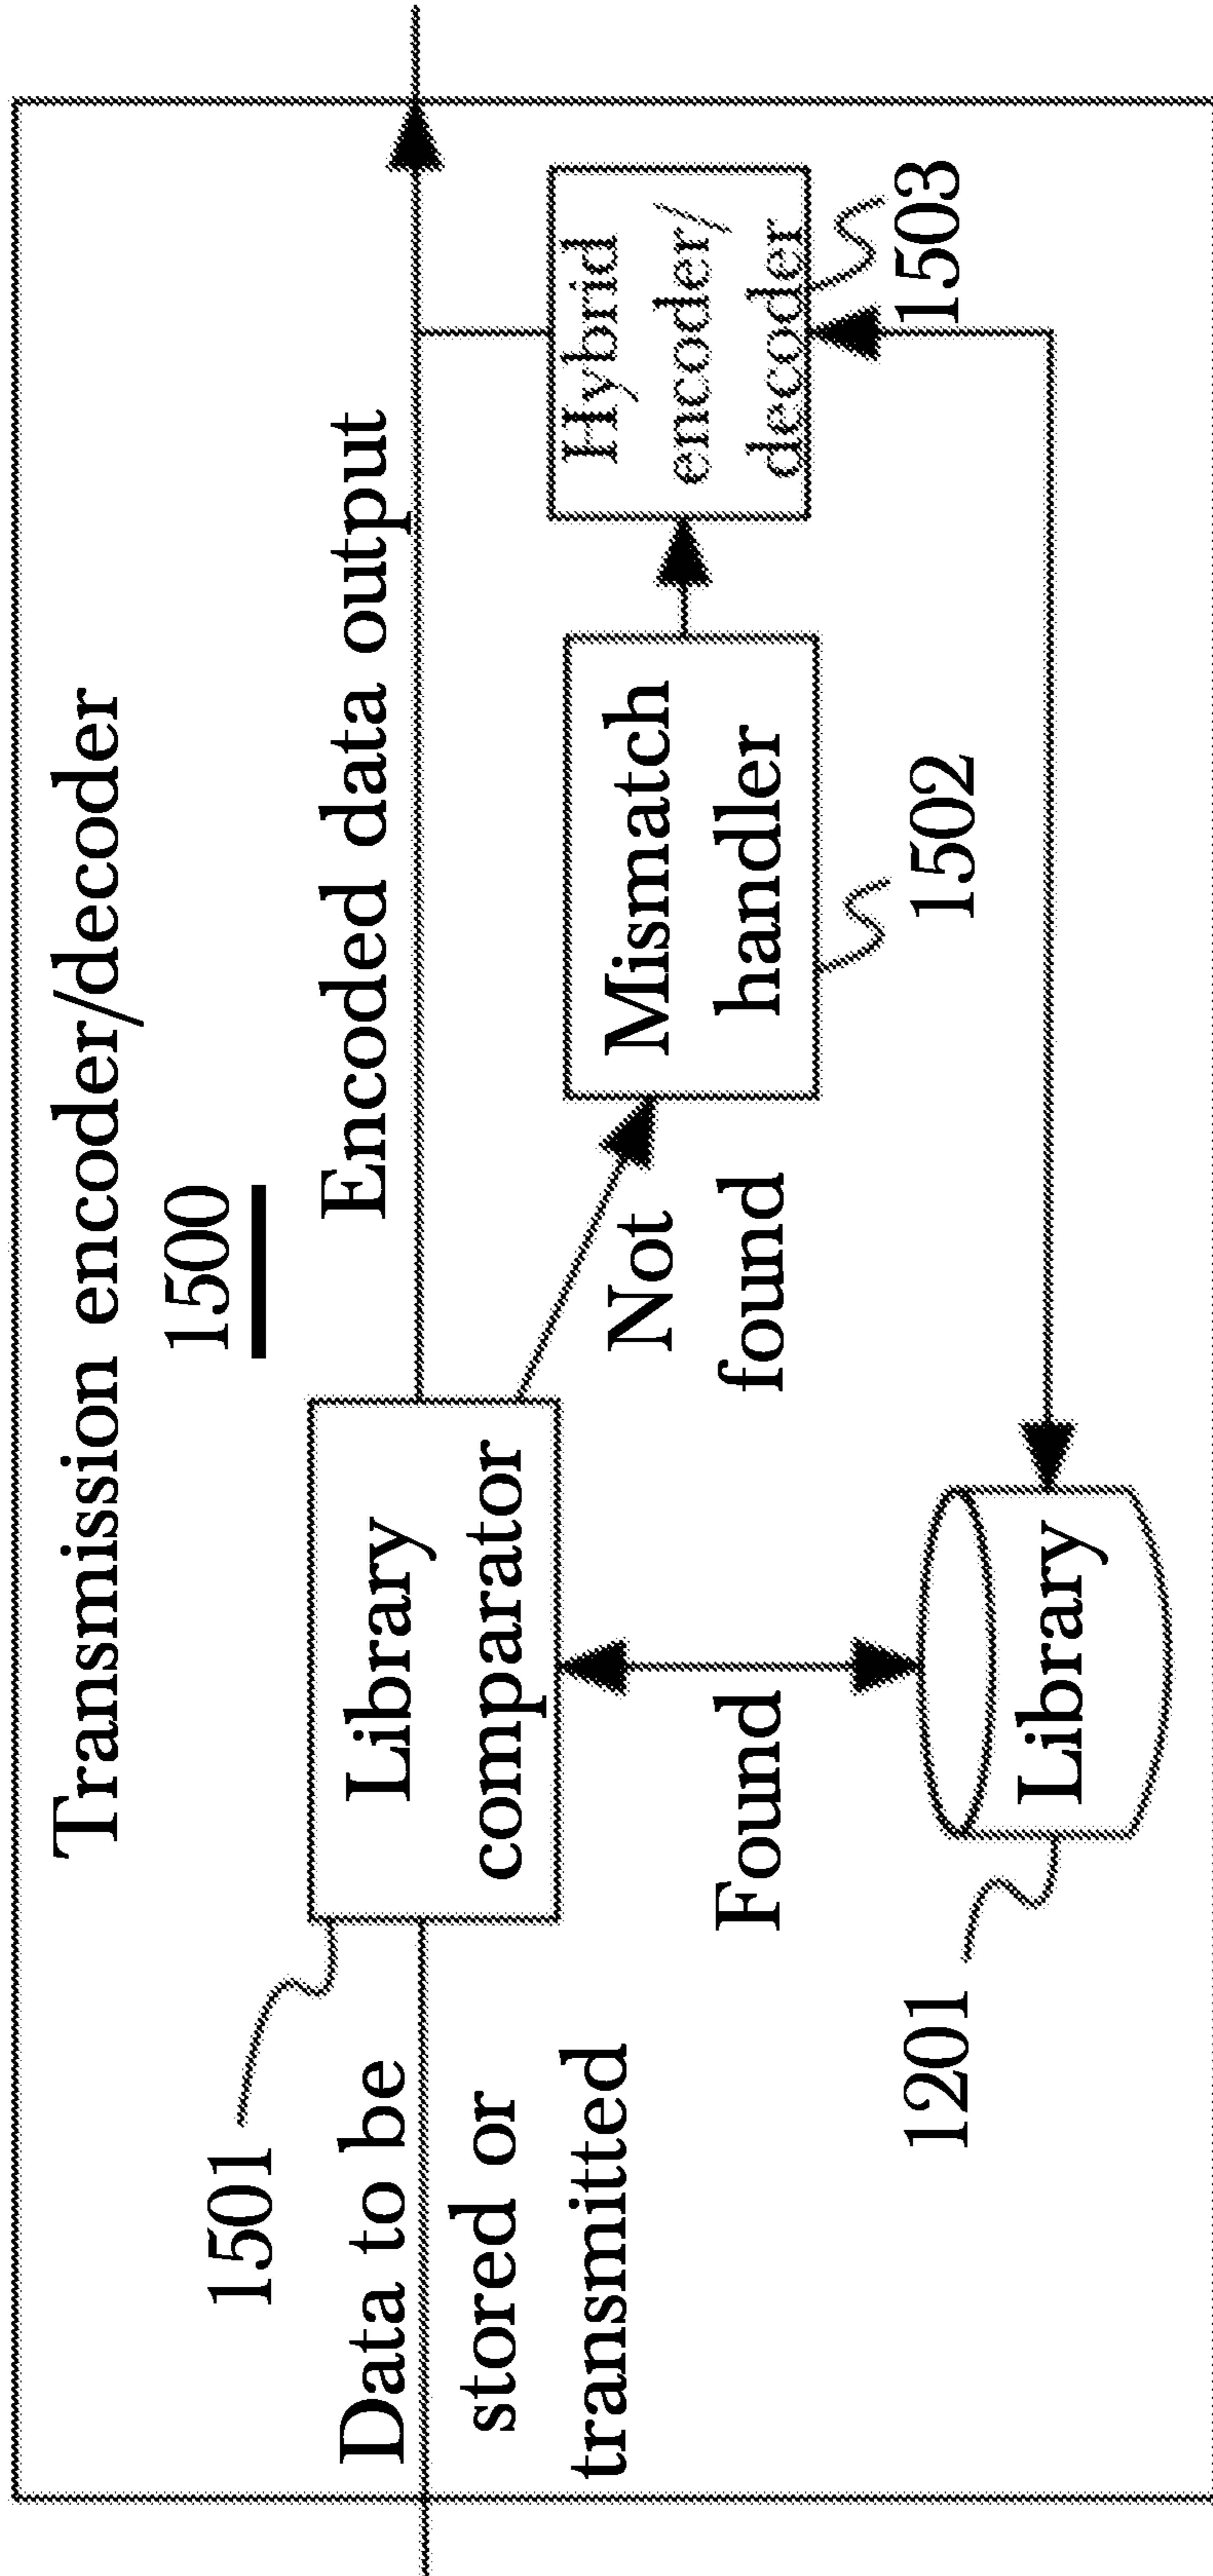 Transmission encoder/decoder
1500
1501
Data to be
stored or
transmitted
Library
comparator
Encoded data output
Not
found
Mismatch
handler
1502
Hybrid
encoder/
decoder
1503
Found
1201
Library